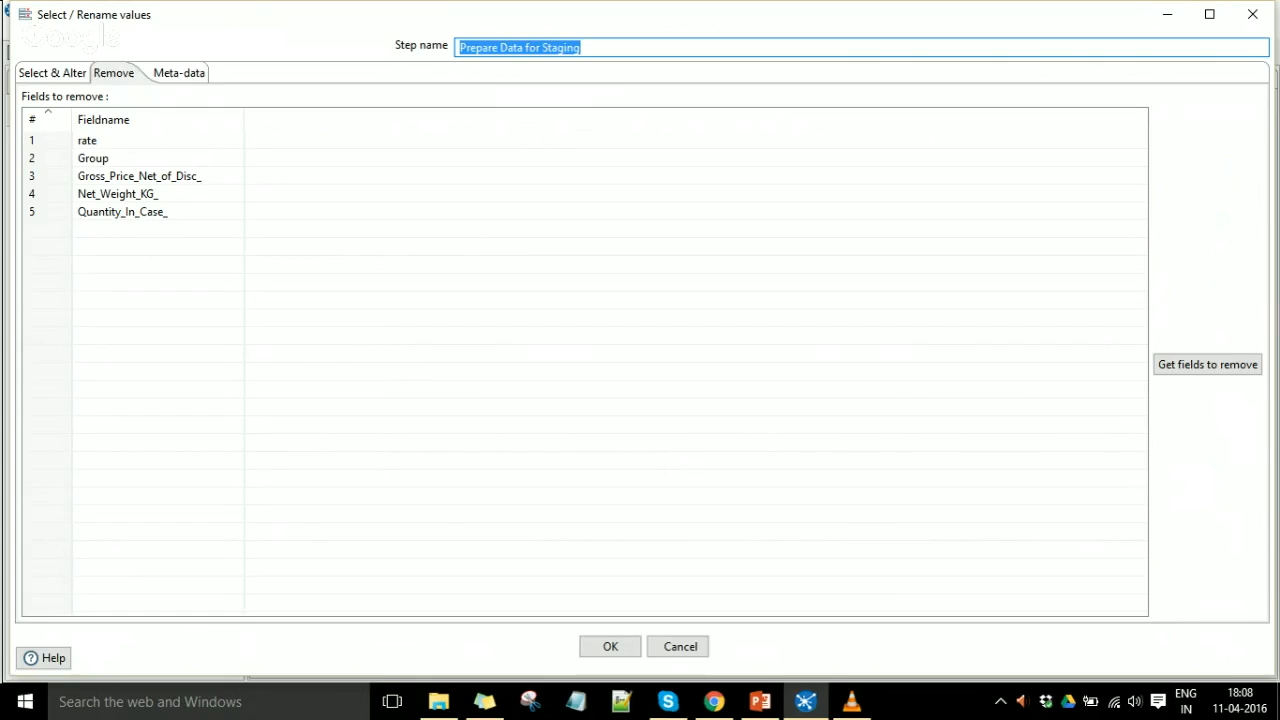 Select / Rename values
Google
Step name Prepare Data for Staging
Select & Alter Remove Meta-data
Fields to remove :
# Fieldname
1 rate
2 Group
3 Gross_Price_Net_of_Disc_
4 Net_Weight_KG_
5 Quantity_In_Case_
Get fields to remove
OK Cancel
Help
Search the web and Windows
ENG 18:08
IN 11-04-2016